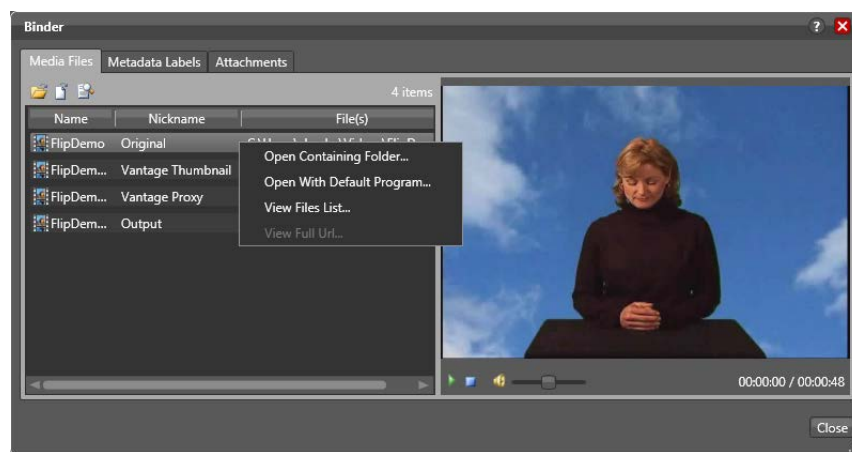 Binder
?
Media Files Metadata Labels Attachments
4 items
Name Nickname File(s)
FlipDemo Original
FlipDem... Vantage Thumbnail
FlipDem... Vantage Proxy
FlipDem... Output
Open Containing Folder...
Open With Default Program...
View Files List...
View Full Url...
00:00:00 / 00:00:48
Close